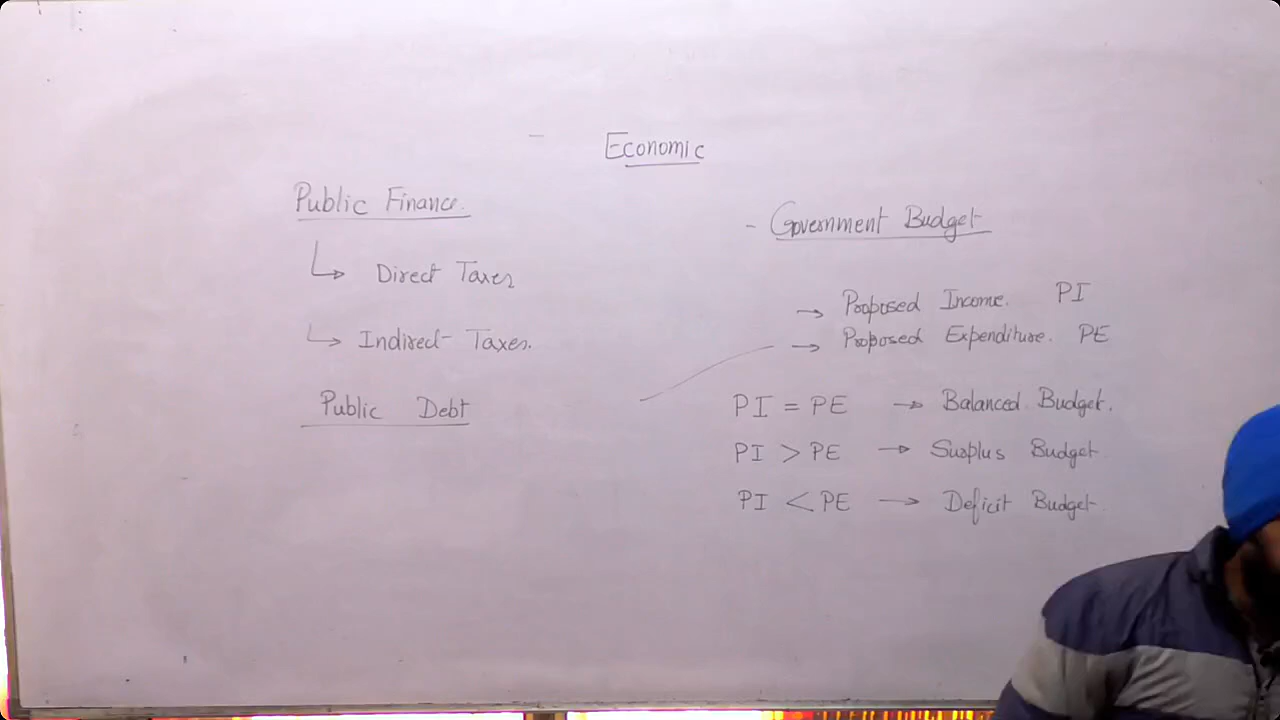 Economic
Public Finance.
Direct Taxes
Indirect Taxes.
Public Debt
- Government Budget
→ Proposed Income. PI
→ Proposed Expenditure. PE
PI = PE → Balanced Budget.
PI > PE → Surplus Budget
PI < PE → Deficit Budget.